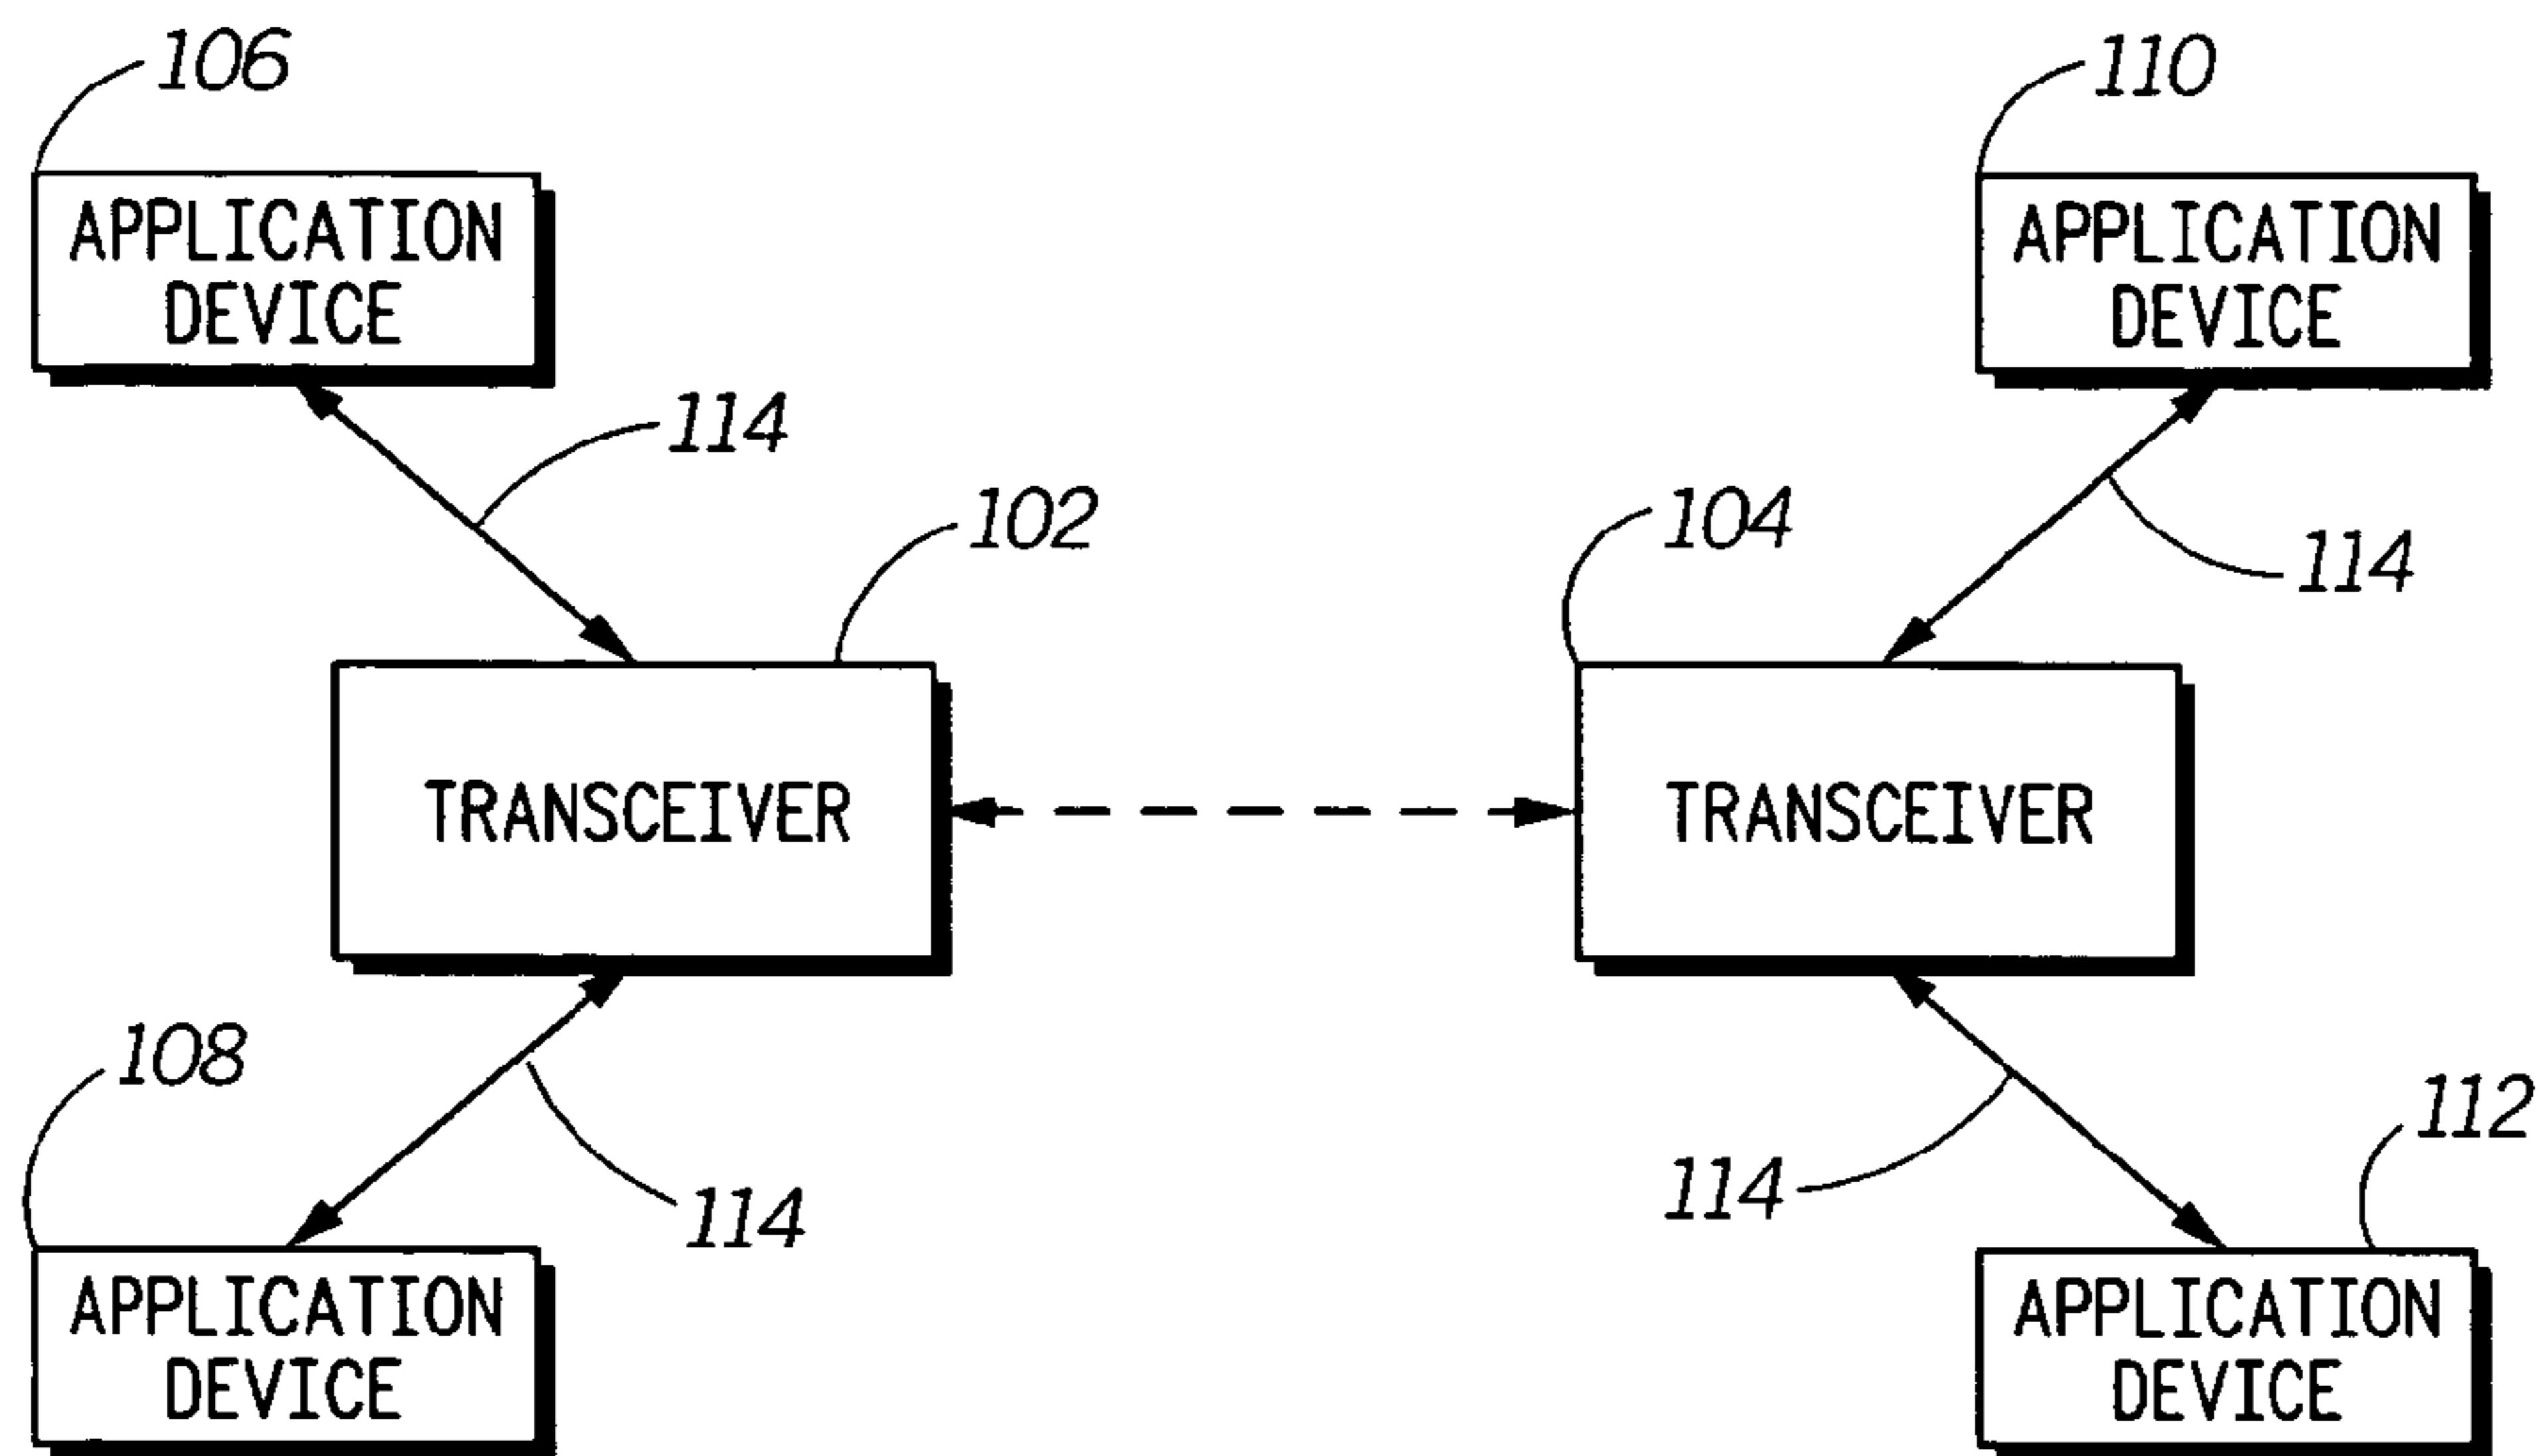 106
110
APPLICATION
DEVICE
APPLICATION
DEVICE
114
102
104
114
TRANSCEIVER
TRANSCEIVER
108
112
114
114
APPLICATION
DEVICE
APPLICATION
DEVICE